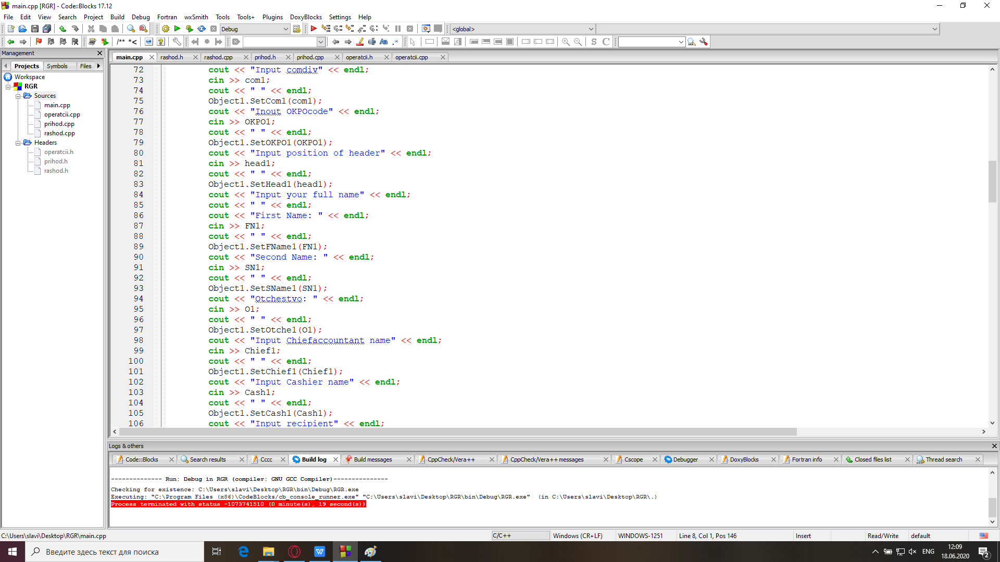 main.cpp [RGR] - Code::Blocks 17.12
File Edit View Search Project Build Debug Fortran wxSmith Tools Tools+ Plugins DoxyBlocks Settings Help
Debug <global>
/** *< Aa .* S C
Management
main.cpp rashod.h rashod.cpp prihod.h prihod.cpp operatcii.h operatcii.cpp
Projects Symbols Files
Workspace
RGR
Sources
main.cpp
operatcii.cpp
prihod.cpp
rashod.cpp
Headers
operatcii.h
prihod.h
rashod.h
72 cout << "Input comdiv" << endl;
73 cin >> com1;
74 cout << " " << endl;
75 Object1.SetCom1(com1);
76 cout << "Inout OKPOcode" << endl;
77 cin >> OKPO1;
78 cout << " " << endl;
79 Object1.SetOKPO1(OKPO1);
80 cout << "Input position of header" << endl;
81 cin >> head1;
82 cout << " " << endl;
83 Object1.SetHead1(head1);
84 cout << "Input your full name" << endl;
85 cout << " " << endl;
86 cout << "First Name: " << endl;
87 cin >> FN1;
88 cout << " " << endl;
89 Object1.SetFName1(FN1);
90 cout << "Second Name: " << endl;
91 cin >> SN1;
92 cout << " " << endl;
93 Object1.SetSName1(SN1);
94 cout << "Otchestvo: " << endl;
95 cin >> O1;
96 cout << " " << endl;
97 Object1.SetOtche1(O1);
98 cout << "Input Chiefaccountant name" << endl;
99 cin >> Chief1;
100 cout << " " << endl;
101 Object1.SetChief1(Chief1);
102 cout << "Input Cashier name" << endl;
103 cin >> Cash1;
104 cout << " " << endl;
105 Object1.SetCash1(Cash1);
106 cout << "Input recipient" << endl;
Logs & others
Code::Blocks Search results Cccc Build log Build messages CppCheck/Vera++ CppCheck/Vera++ messages Cscope Debugger DoxyBlocks Fortran info Closed files list Thread search
-------------- Run: Debug in RGR (compiler: GNU GCC Compiler)---------------
Checking for existence: C:\Users\slavi\Desktop\RGR\bin\Debug\RGR.exe
Executing: "C:\Program Files (x86)\CodeBlocks/cb_console_runner.exe" "C:\Users\slavi\Desktop\RGR\bin\Debug\RGR.exe"  (in C:\Users\slavi\Desktop\RGR\.)
Process terminated with status -1073741510 (0 minute(s), 19 second(s))
C:\Users\slavi\Desktop\RGR\main.cpp C/C++ Windows (CR+LF) WINDOWS-1251 Line 8, Col 1, Pos 146 Insert Read/Write default
Введите здесь текст для поиска
ENG
12:09
18.06.2020
2